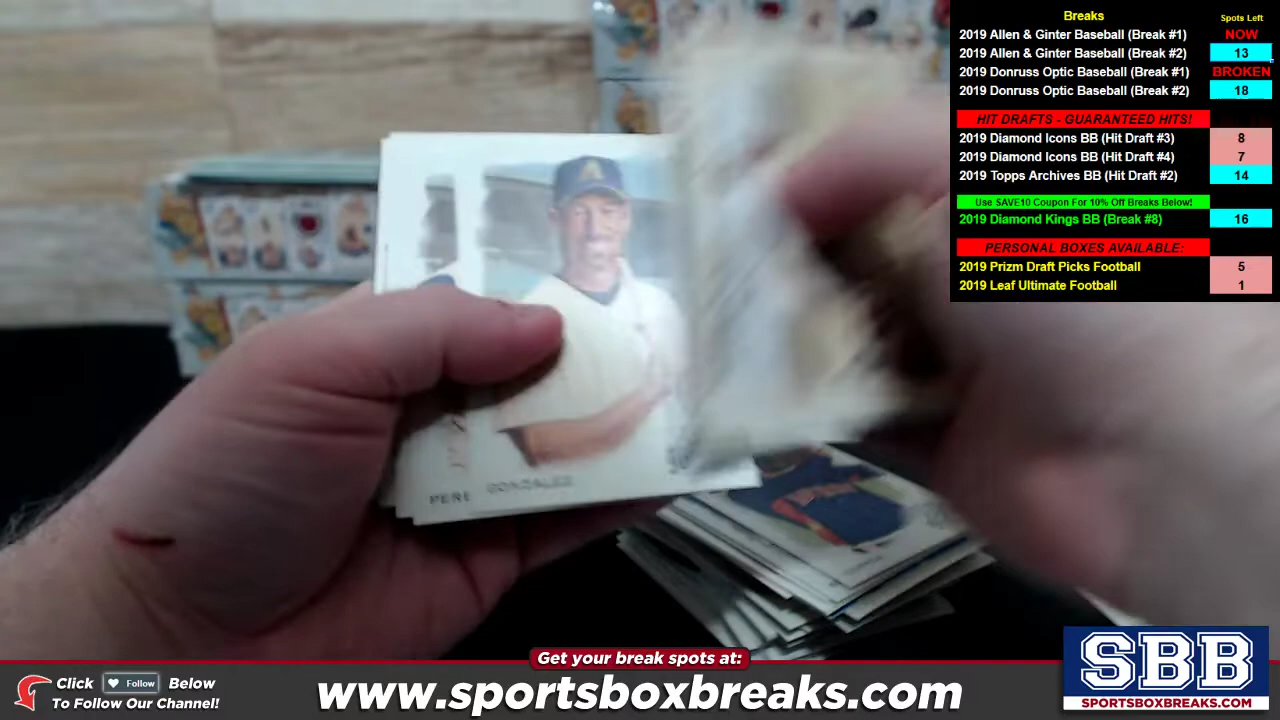 Breaks Spots Left
2019 Allen & Ginter Baseball (Break #1) NOW
2019 Allen & Ginter Baseball (Break #2) 13
2019 Donruss Optic Baseball (Break #1) BROKEN
2019 Donruss Optic Baseball (Break #2) 18
HIT DRAFTS - GUARANTEED HITS!
2019 Diamond Icons BB (Hit Draft #3) 8
2019 Diamond Icons BB (Hit Draft #4) 7
2019 Topps Archives BB (Hit Draft #2) 14
Use SAVE10 Coupon For 10% Off Breaks Below!
2019 Diamond Kings BB (Break #8) 16
PERSONAL BOXES AVAILABLE:
2019 Prizm Draft Picks Football 5
2019 Leaf Ultimate Football 1
A
GONZALEZ
Get your break spots at:
Click Follow Below
To Follow Our Channel!
www.sportsboxbreaks.com
SBB
SPORTSBOXBREAKS.COM